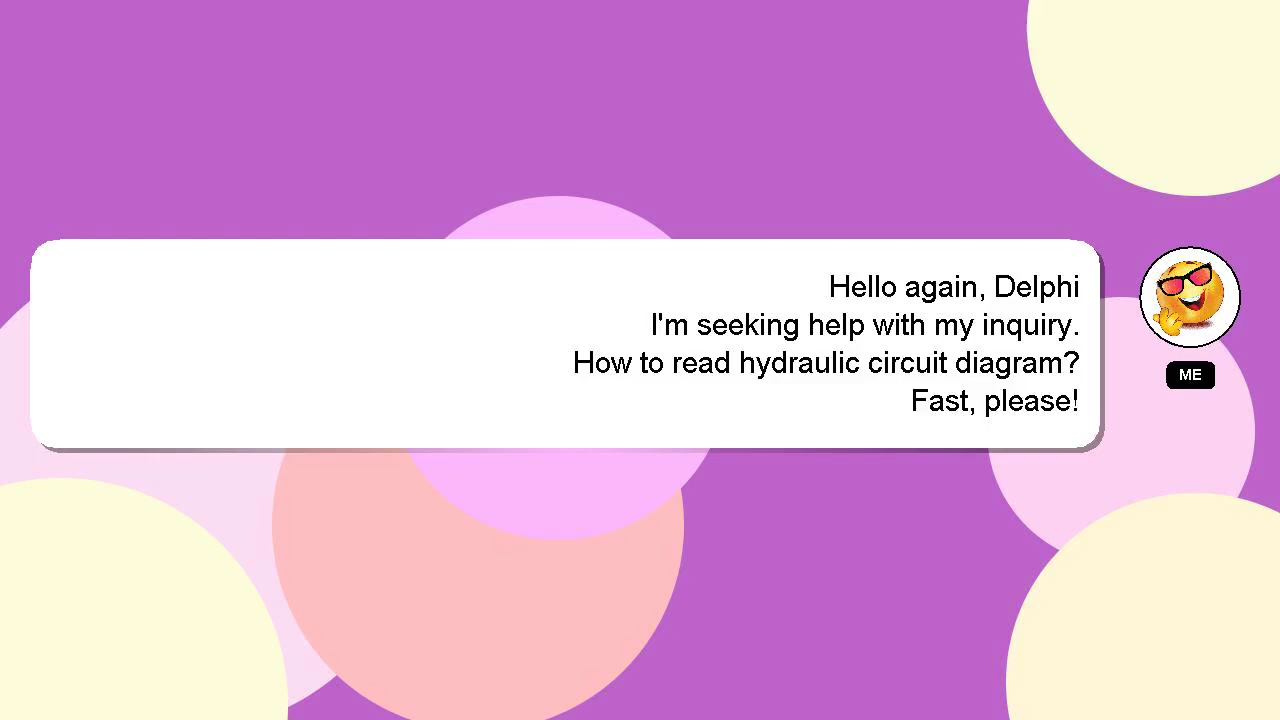 Hello again, Delphi
I'm seeking help with my inquiry.
How to read hydraulic circuit diagram?
Fast, please!
ME